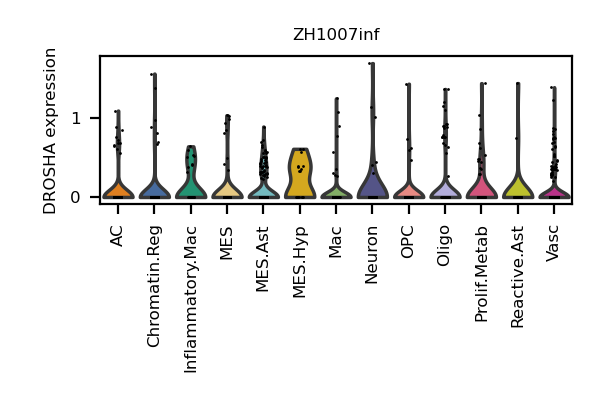 ZH1007inf
DROSHA expression
1
0
AC
Chromatin.Reg
Inflammatory.Mac
MES
MES.Ast
MES.Hyp
Mac
Neuron
OPC
Oligo
Prolif.Metab
Reactive.Ast
Vasc